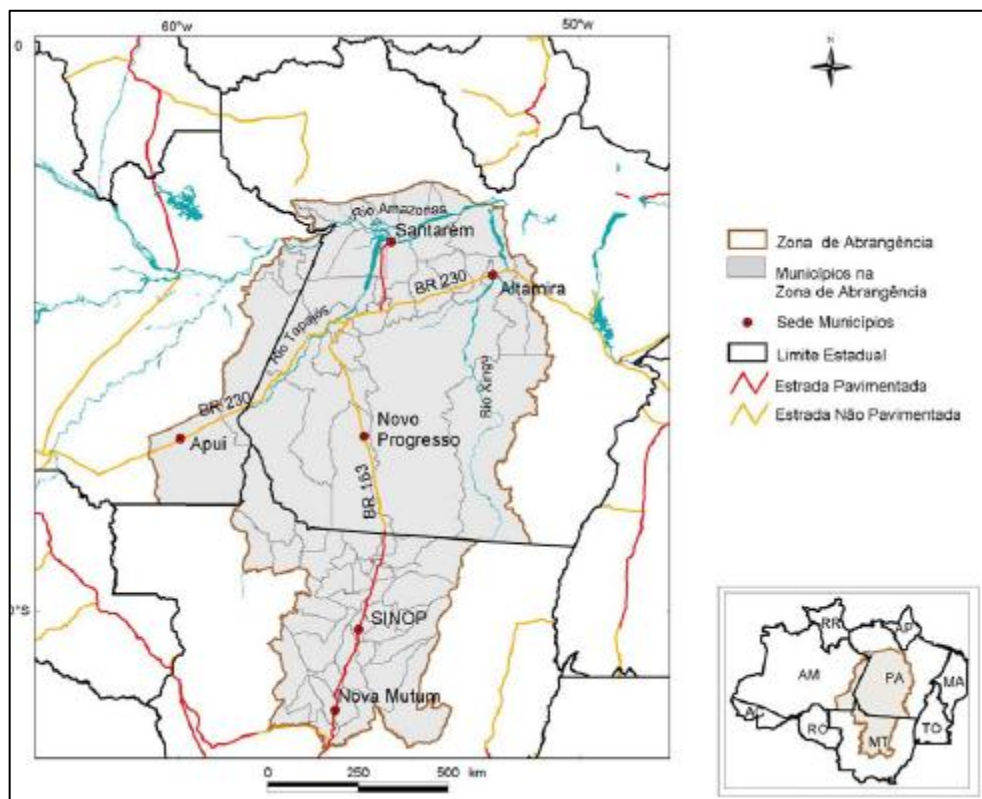 60°w
50°w
0
N
Rio Amazonas
Santarém
BR 230
Altamira
Rio Tapajós
Rio Xingu
BR 230
Apui
Novo
Progresso
BR 163
0°S
SINOP
Nova Mutum
0 250 500 km
Zona de Abrangência
Municípios na
Zona de Abrangência
Sede Municípios
Limite Estadual
Estrada Pavimentada
Estrada Não Pavimentada
RR
AP
AM
PA
MA
AC
RO
TO
MT